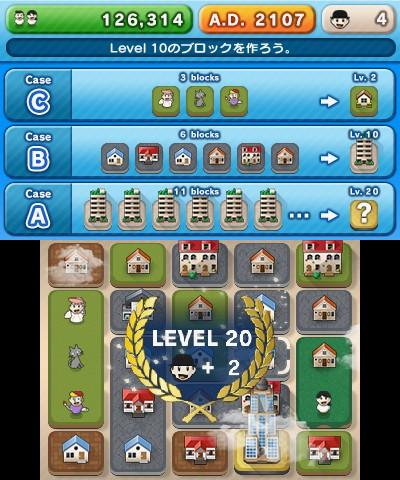 126,314
A.D. 2107
4
Level 10のブロックを作ろう。
Case
C
3 blocks
Lv. 2
Case
B
6 blocks
Lv. 10
Case
A
11 blocks
Lv. 20
...
?
LEVEL 20
+ 2